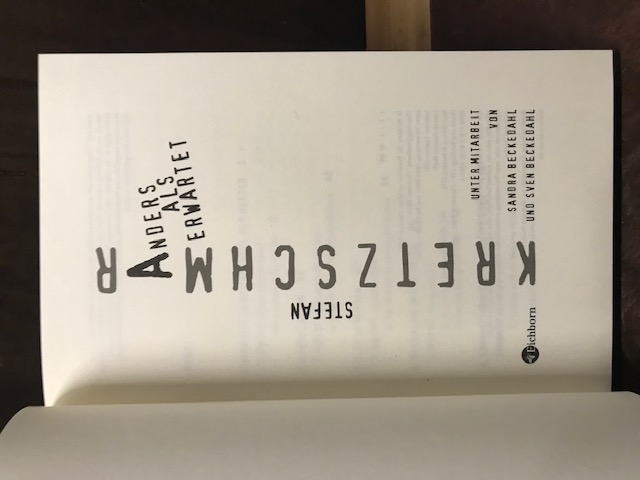 STEFAN
KRETZSCHMAR
ANDERS
ALS
ERWARTET
UNTER MITARBEIT
VON
SANDRA BECKEDAHL
UND SVEN BECKEDAHL
Eichborn